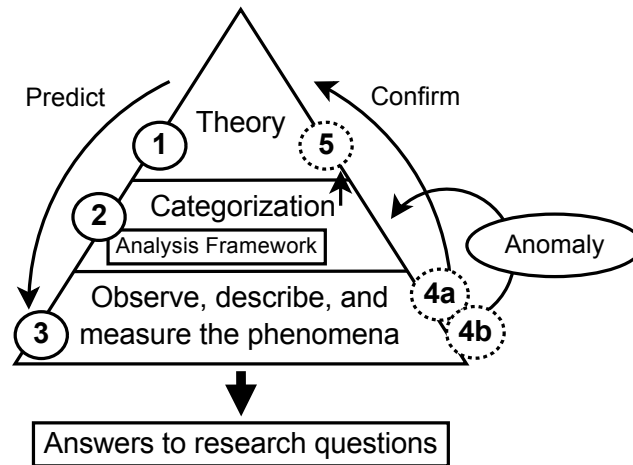 Predict
Confirm
Theory
1
5
2
Categorization
Analysis Framework
Anomaly
Observe, describe, and
measure the phenomena
4a
4b
3
Answers to research questions